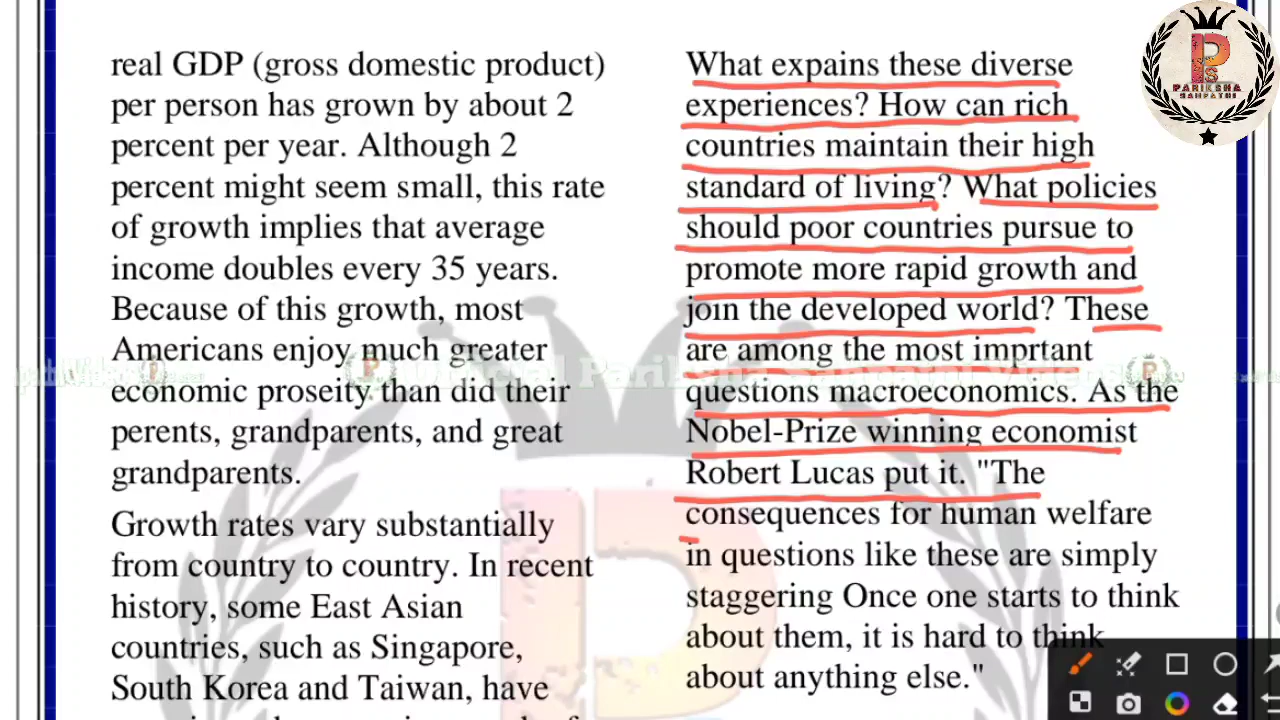 real GDP (gross domestic product)
per person has grown by about 2
percent per year. Although 2
percent might seem small, this rate
of growth implies that average
income doubles every 35 years.
Because of this growth, most
Americans enjoy much greater
economic proseity than did their
perents, grandparents, and great
grandparents.
Growth rates vary substantially
from country to country. In recent
history, some East Asian
countries, such as Singapore,
South Korea and Taiwan, have
What expains these diverse
experiences? How can rich
countries maintain their high
standard of living? What policies
should poor countries pursue to
promote more rapid growth and
join the developed world? These
are among the most imprtant
questions macroeconomics. As the
Nobel-Prize winning economist
Robert Lucas put it. "The
consequences for human welfare
in questions like these are simply
staggering Once one starts to think
about them, it is hard to think
about anything else."
PARIKSHA
SANPATHI
Official Pariksha Sanpathi Videos